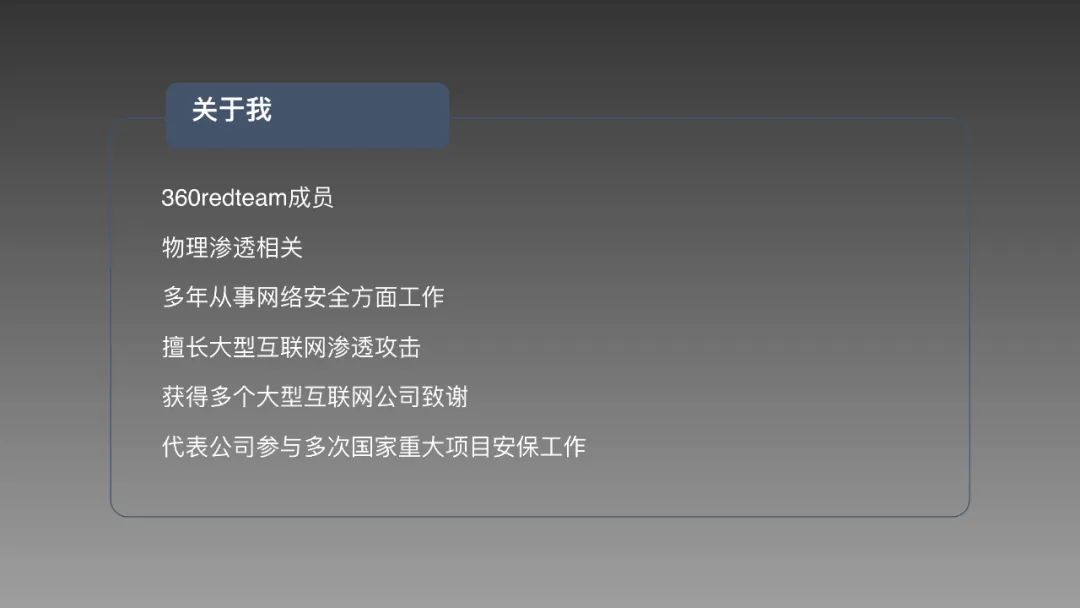 关于我
360redteam成员
物理渗透相关
多年从事网络安全方面工作
擅长大型互联网渗透攻击
获得多个大型互联网公司致谢
代表公司参与多次国家重大项目安保工作